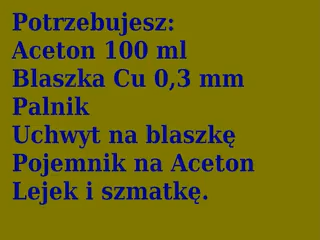 Potrzebujesz:
Aceton 100 ml
Blaszka Cu 0,3 mm
Palnik
Uchwyt na blaszkę
Pojemnik na Aceton
Lejek i szmatkę.